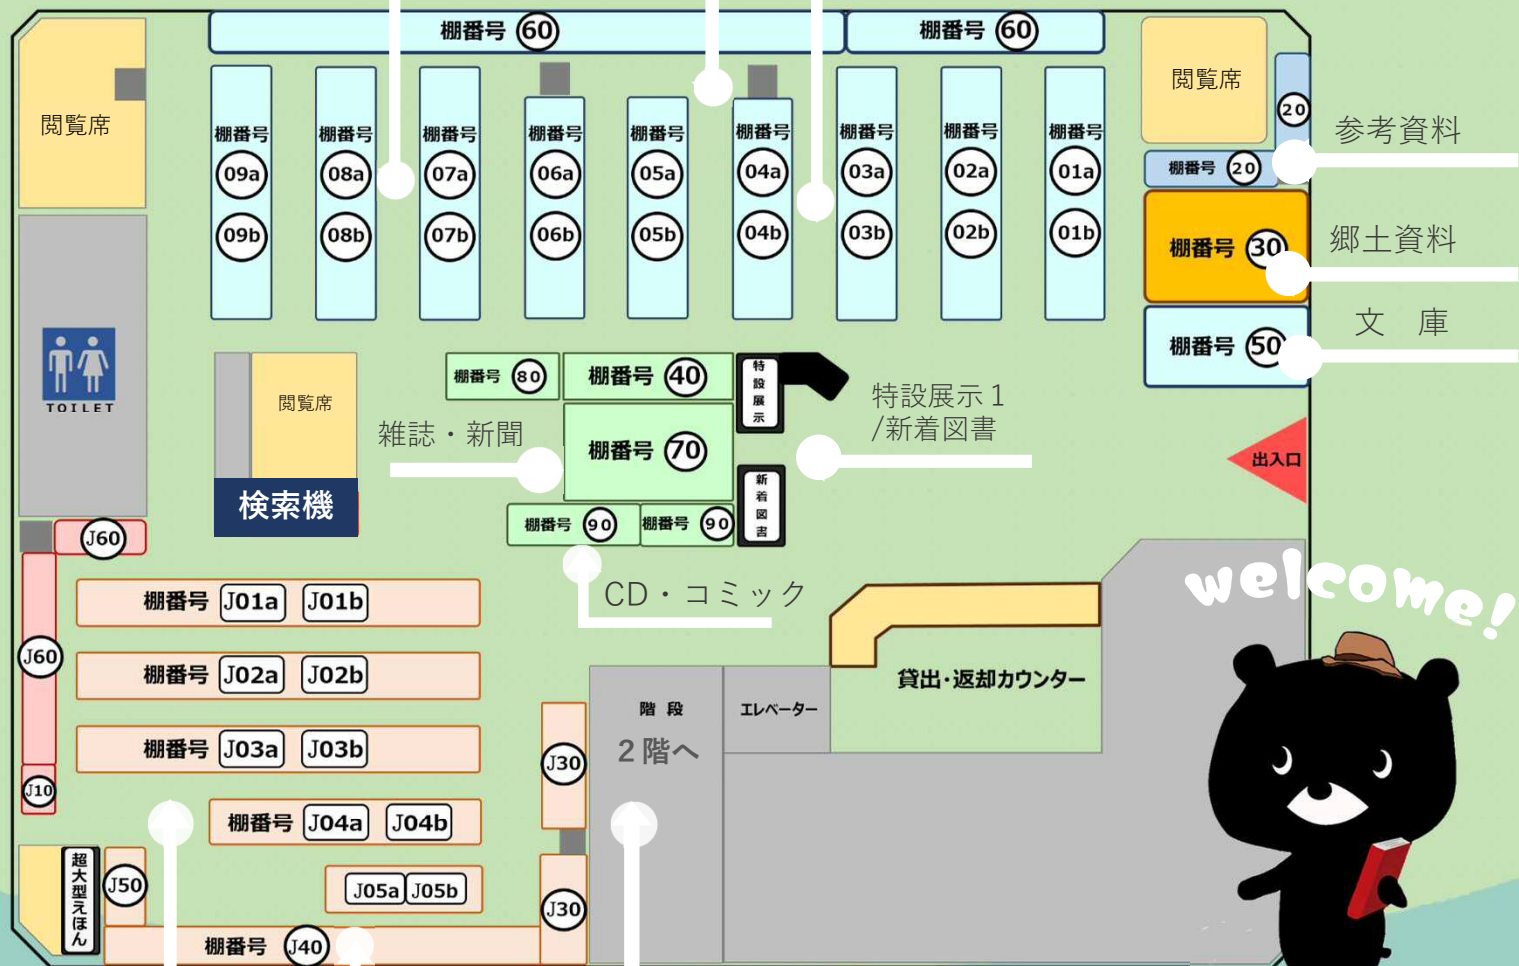 棚番号 60
棚番号 60
閲覧席
閲覧席
20
参考資料
棚番号 20
棚番号
09a
09b
棚番号
08a
08b
棚番号
07a
07b
棚番号
06a
06b
棚番号
05a
05b
棚番号
04a
04b
棚番号
03a
03b
棚番号
02a
02b
棚番号
01a
01b
棚番号 30
郷土資料
棚番号 50
文　庫
TOILET
閲覧席
検索機
棚番号 80
棚番号 40
特設展示
雑誌・新聞
棚番号 70
特設展示１
/新着図書
新着図書
出入口
棚番号 90
棚番号 90
CD・コミック
J60
棚番号 J01a J01b
J60
棚番号 J02a J02b
棚番号 J03a J03b
J10
棚番号 J04a J04b
J30
階 段
２階へ
エレベーター
貸出・返却カウンター
welcome!
超大型えほん
J50
J05a J05b
J30
棚番号 J40